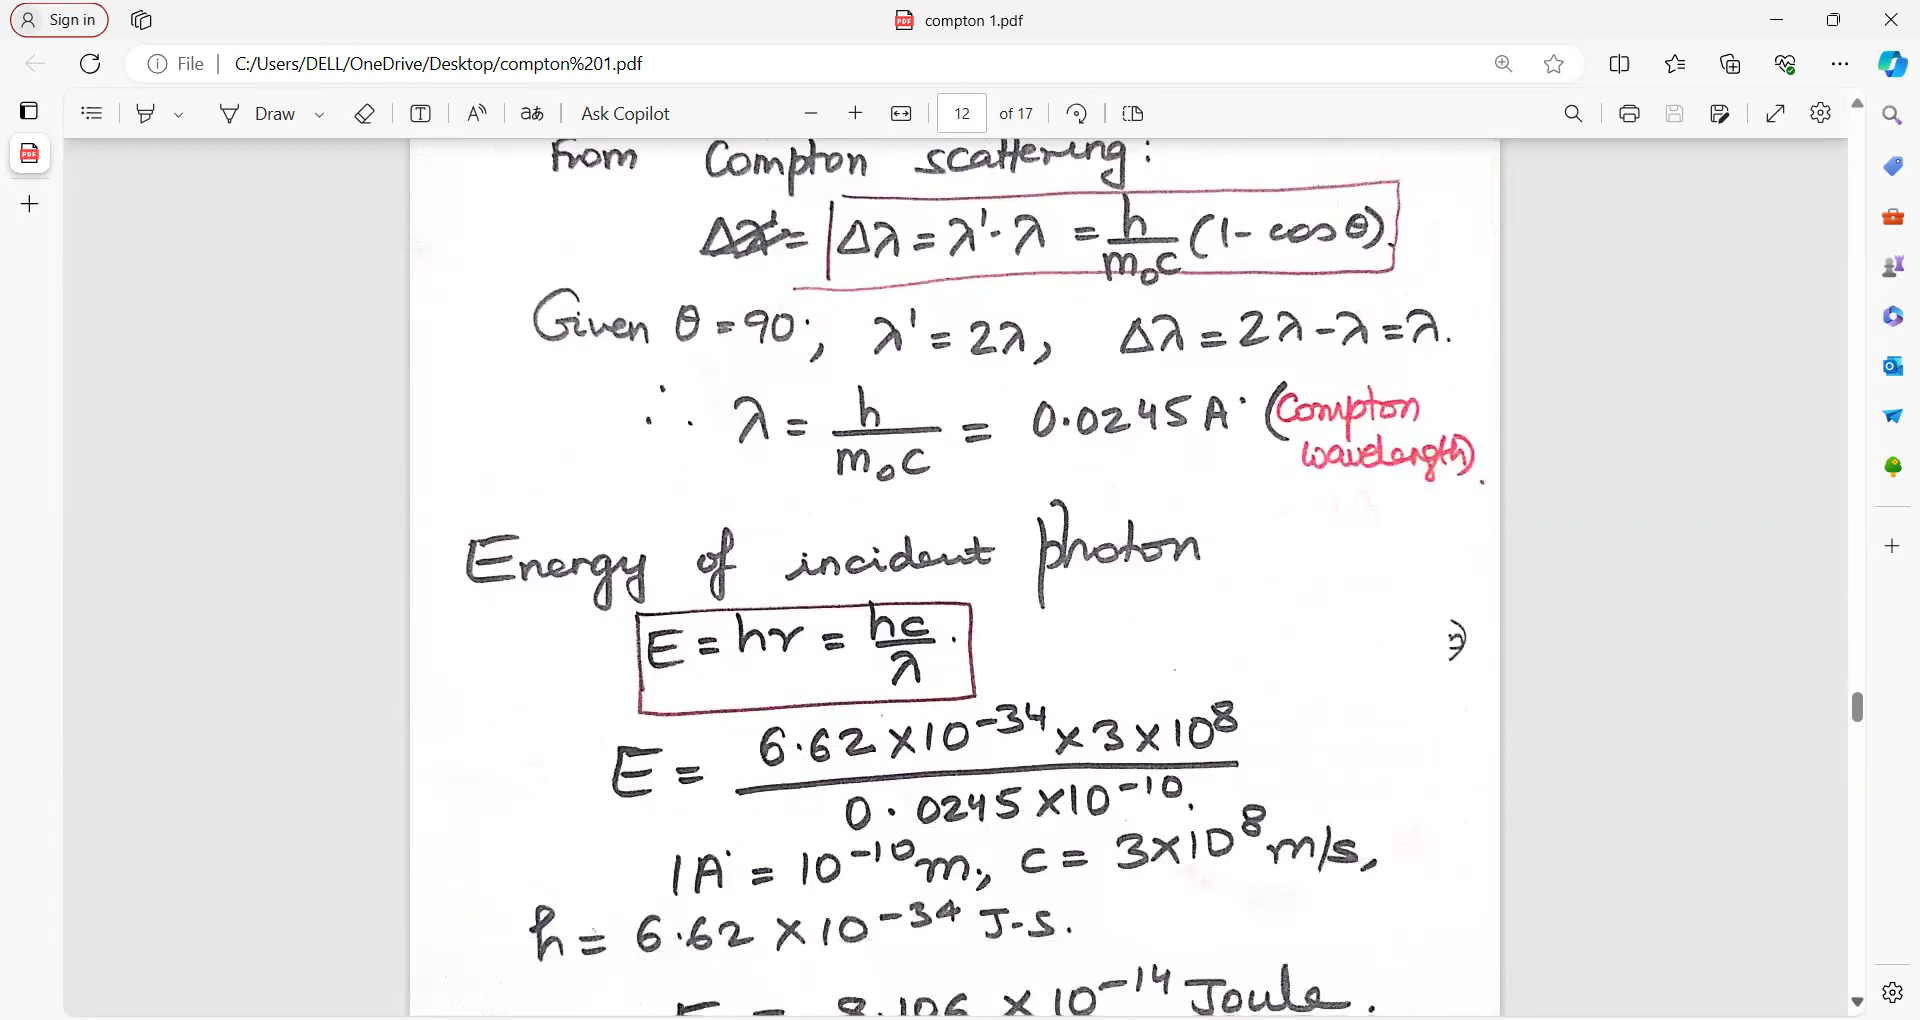 Sign in
compton 1.pdf
File
C:/Users/DELL/OneDrive/Desktop/compton%201.pdf
Draw
Ask Copilot
12 of 17
From Compton scattering:
Δλ = λ' - λ = h/m₀c (1 - cosθ).
Given θ = 90°, λ' = 2λ, Δλ = 2λ - λ = λ.
∴ λ = h/m₀c = 0.0245 A° (Compton
wavelength).
Energy of incident photon
E = hν = hc/λ.
E = 6.62 × 10⁻³⁴ × 3 × 10⁸ / 0.0245 × 10⁻¹⁰.
1A° = 10⁻¹⁰ m, c = 3×10⁸ m/s,
h = 6.62 × 10⁻³⁴ J-s.
E = 8.106 × 10⁻¹⁴ Joule.